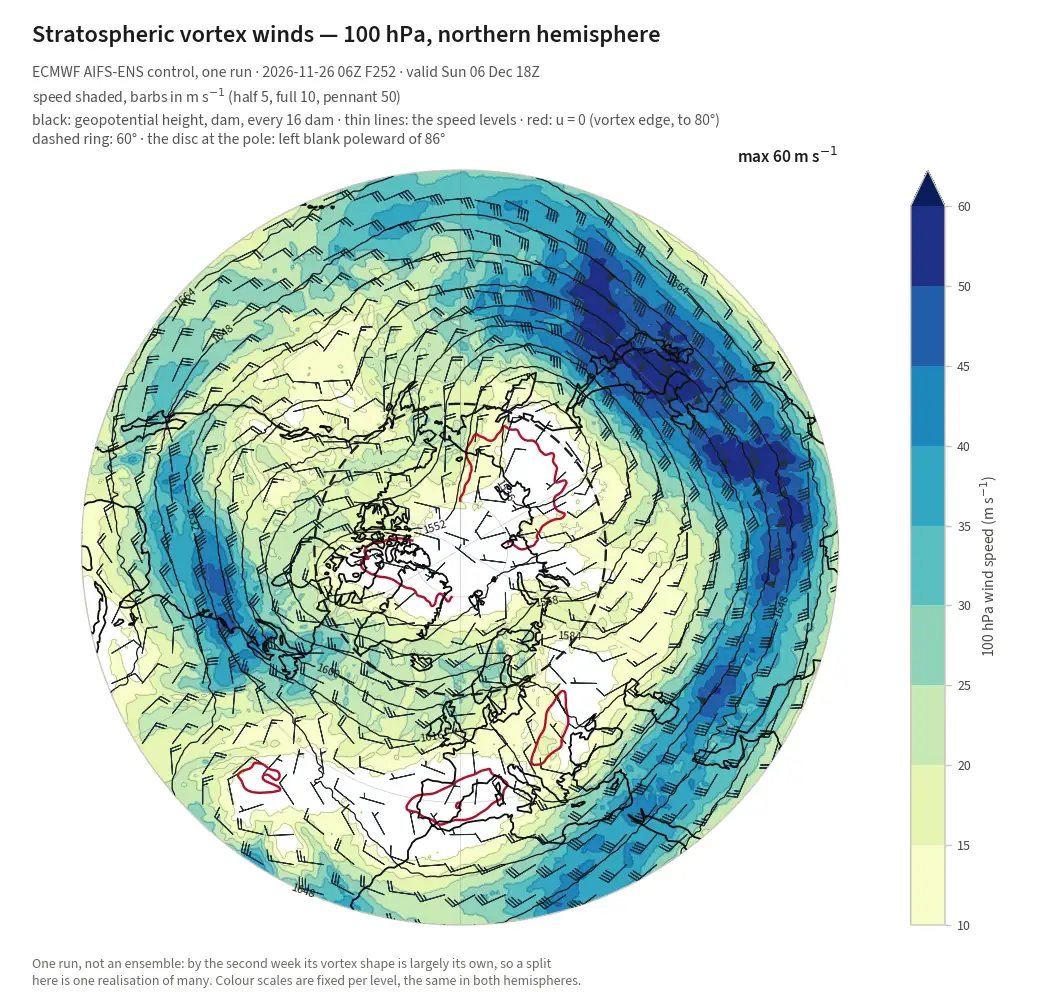 Stratospheric vortex winds — 100 hPa, northern hemisphere
ECMWF AIFS-ENS control, one run · 2026-11-26 06Z F252 · valid Sun 06 Dec 18Z
speed shaded, barbs in m s⁻¹ (half 5, full 10, pennant 50)
black: geopotential height, dam, every 16 dam · thin lines: the speed levels · red: u = 0 (vortex edge, to 80°)
dashed ring: 60° · the disc at the pole: left blank poleward of 86°
max 60 m s⁻¹
1664
1664
1648
1552
1648
1584
1600
1616
1648
60
50
45
40
35
30
25
20
15
10
100 hPa wind speed (m s⁻¹)
One run, not an ensemble: by the second week its vortex shape is largely its own, so a split
here is one realisation of many. Colour scales are fixed per level, the same in both hemispheres.